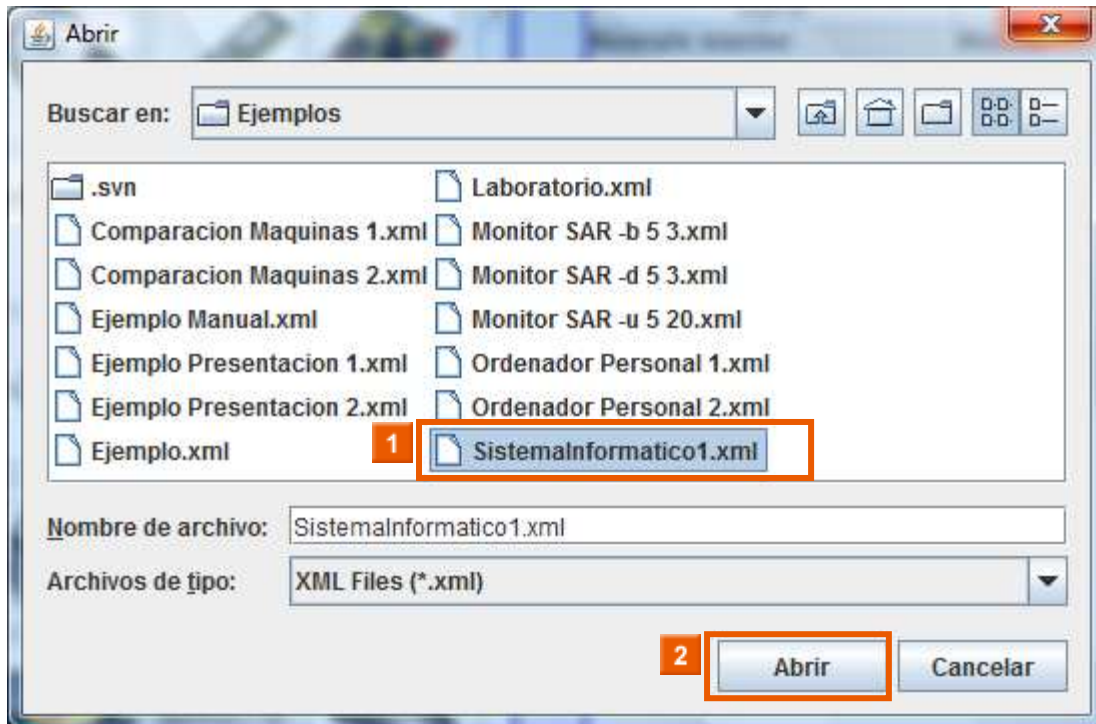 Abrir
Buscar en: Ejemplos
.svn
Comparacion Maquinas 1.xml
Comparacion Maquinas 2.xml
Ejemplo Manual.xml
Ejemplo Presentacion 1.xml
Ejemplo Presentacion 2.xml
Ejemplo.xml
Laboratorio.xml
Monitor SAR -b 5 3.xml
Monitor SAR -d 5 3.xml
Monitor SAR -u 5 20.xml
Ordenador Personal 1.xml
Ordenador Personal 2.xml
1 SistemaInformatico1.xml
Nombre de archivo: SistemaInformatico1.xml
Archivos de tipo: XML Files (*.xml)
2 Abrir Cancelar